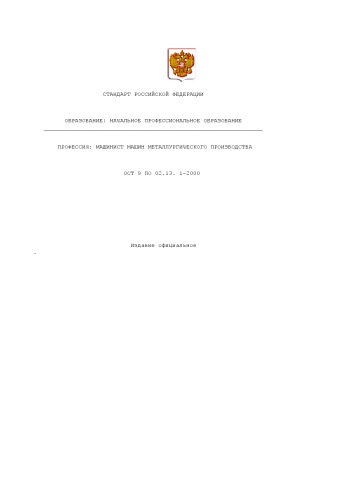 СТАНДАРТ РОССИЙСКОЙ ФЕДЕРАЦИИ
ОБРАЗОВАНИЕ: НАЧАЛЬНОЕ ПРОФЕССИОНАЛЬНОЕ ОБРАЗОВАНИЕ
ПРОФЕССИЯ: МАШИНИСТ МАШИН МЕТАЛЛУРГИЧЕСКОГО ПРОИЗВОДСТВА
ОСТ 9 ПО 02.13. 1-2000
Издание официальное